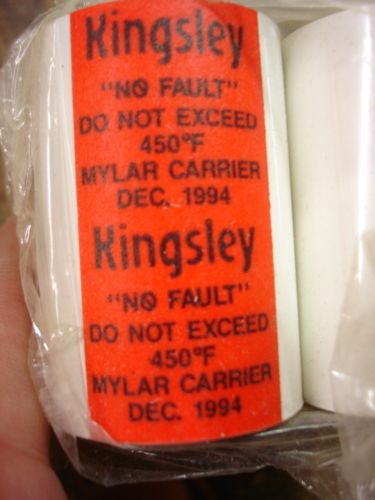 Kingsley
"NO FAULT"
DO NOT EXCEED
450°F
MYLAR CARRIER
DEC. 1994
Kingsley
"NO FAULT"
DO NOT EXCEED
450°F
MYLAR CARRIER
DEC. 1994